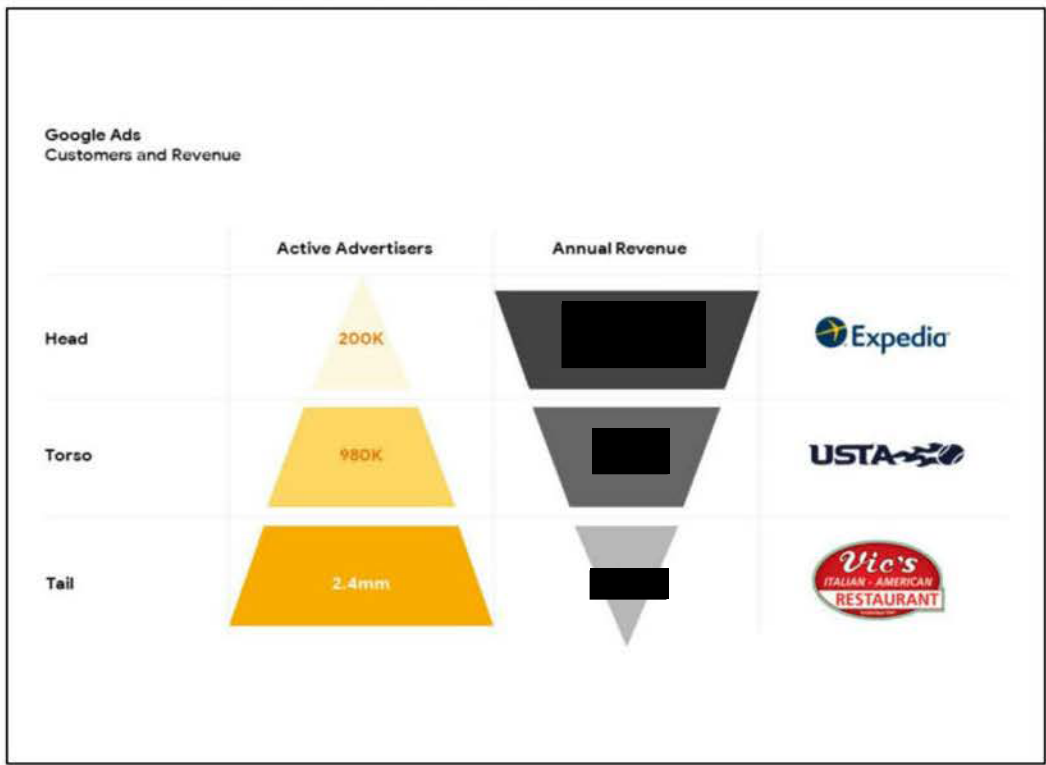 Google Ads
Customers and Revenue
Active Advertisers
Annual Revenue
Head
200K
Expedia
Torso
980K
USTA
Tail
2.4mm
Vic's
ITALIAN - AMERICAN
RESTAURANT